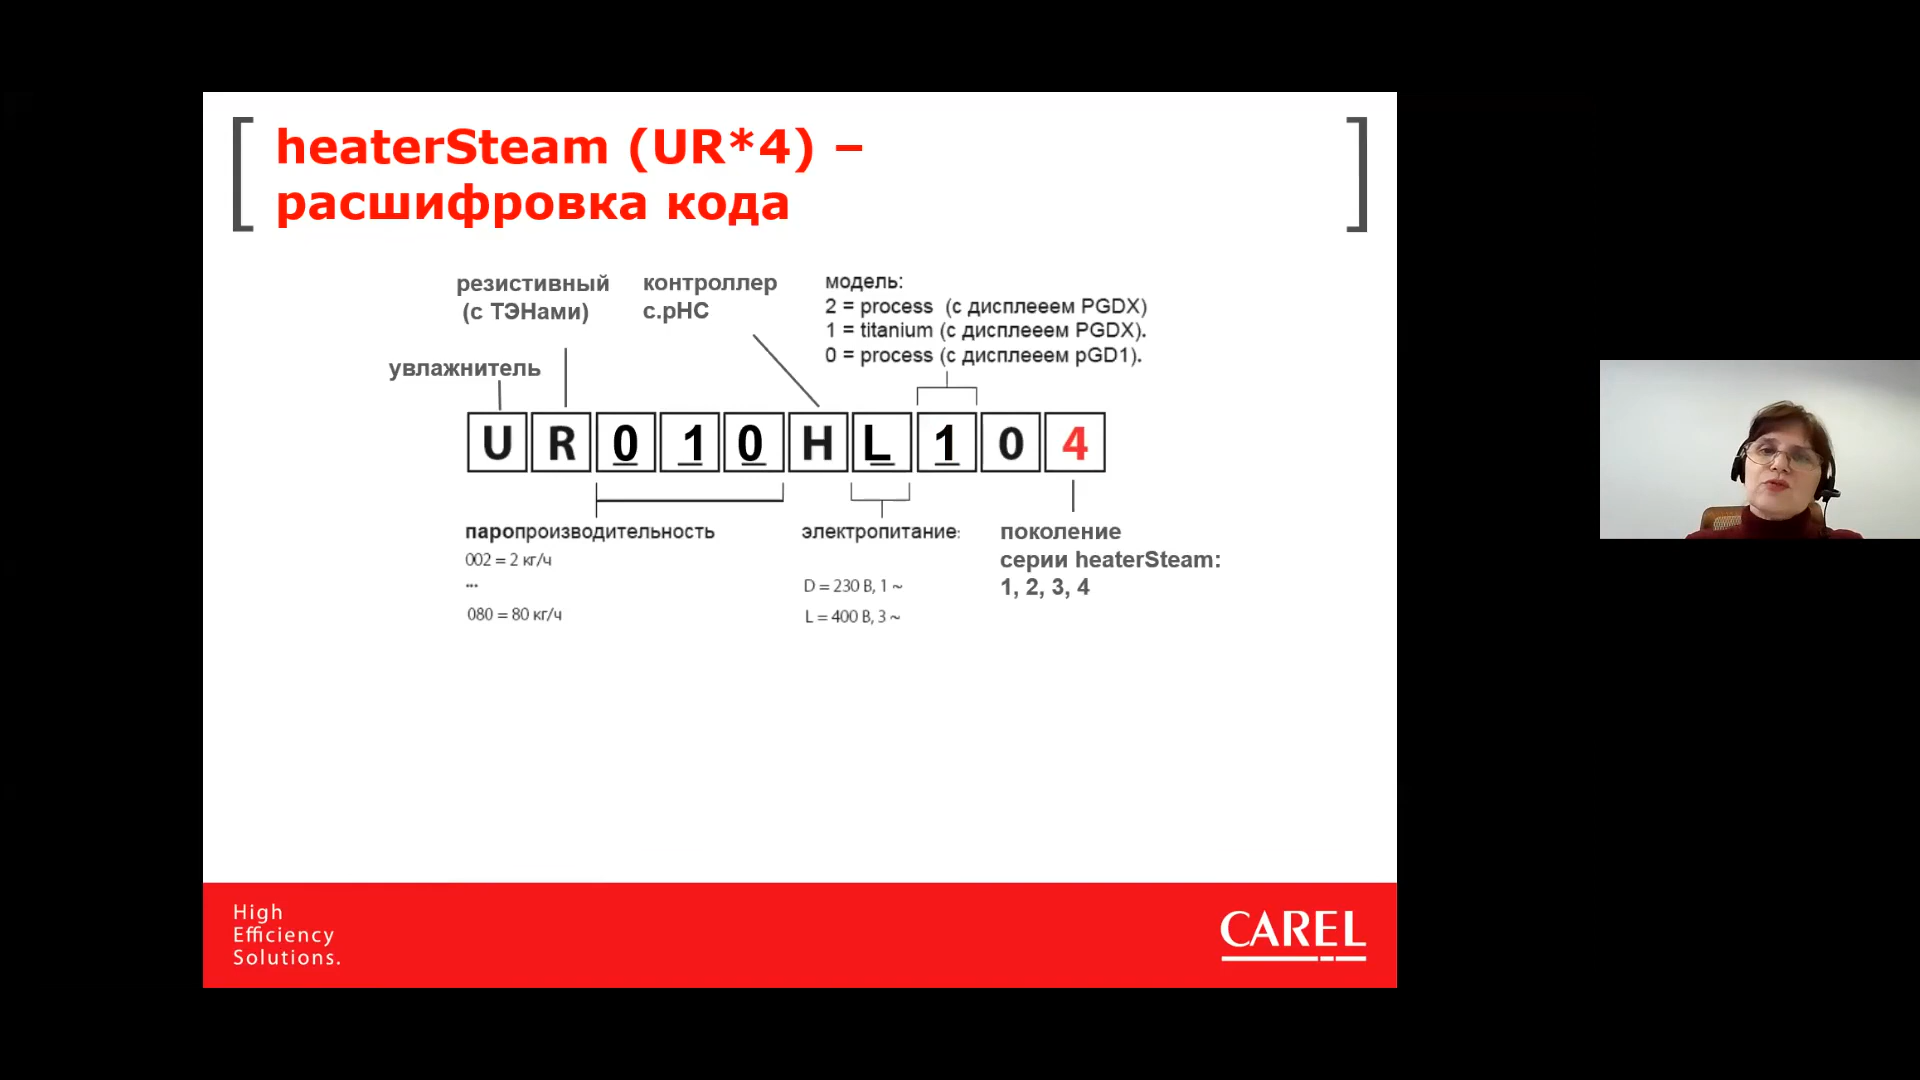 heaterSteam (UR*4) –
расшифровка кода
резистивный
(с ТЭНами)
контроллер
c.pHC
модель:
2 = process (с дисплееем PGDX)
1 = titanium (с дисплееем PGDX).
0 = process (с дисплееем pGD1).
увлажнитель
U R 0 1 0 H L 1 0 4
паропроизводительность
002 = 2 кг/ч
...
080 = 80 кг/ч
электропитание:
D = 230 В, 1 ~
L = 400 В, 3 ~
поколение
серии heaterSteam:
1, 2, 3, 4
High
Efficiency
Solutions.
CAREL